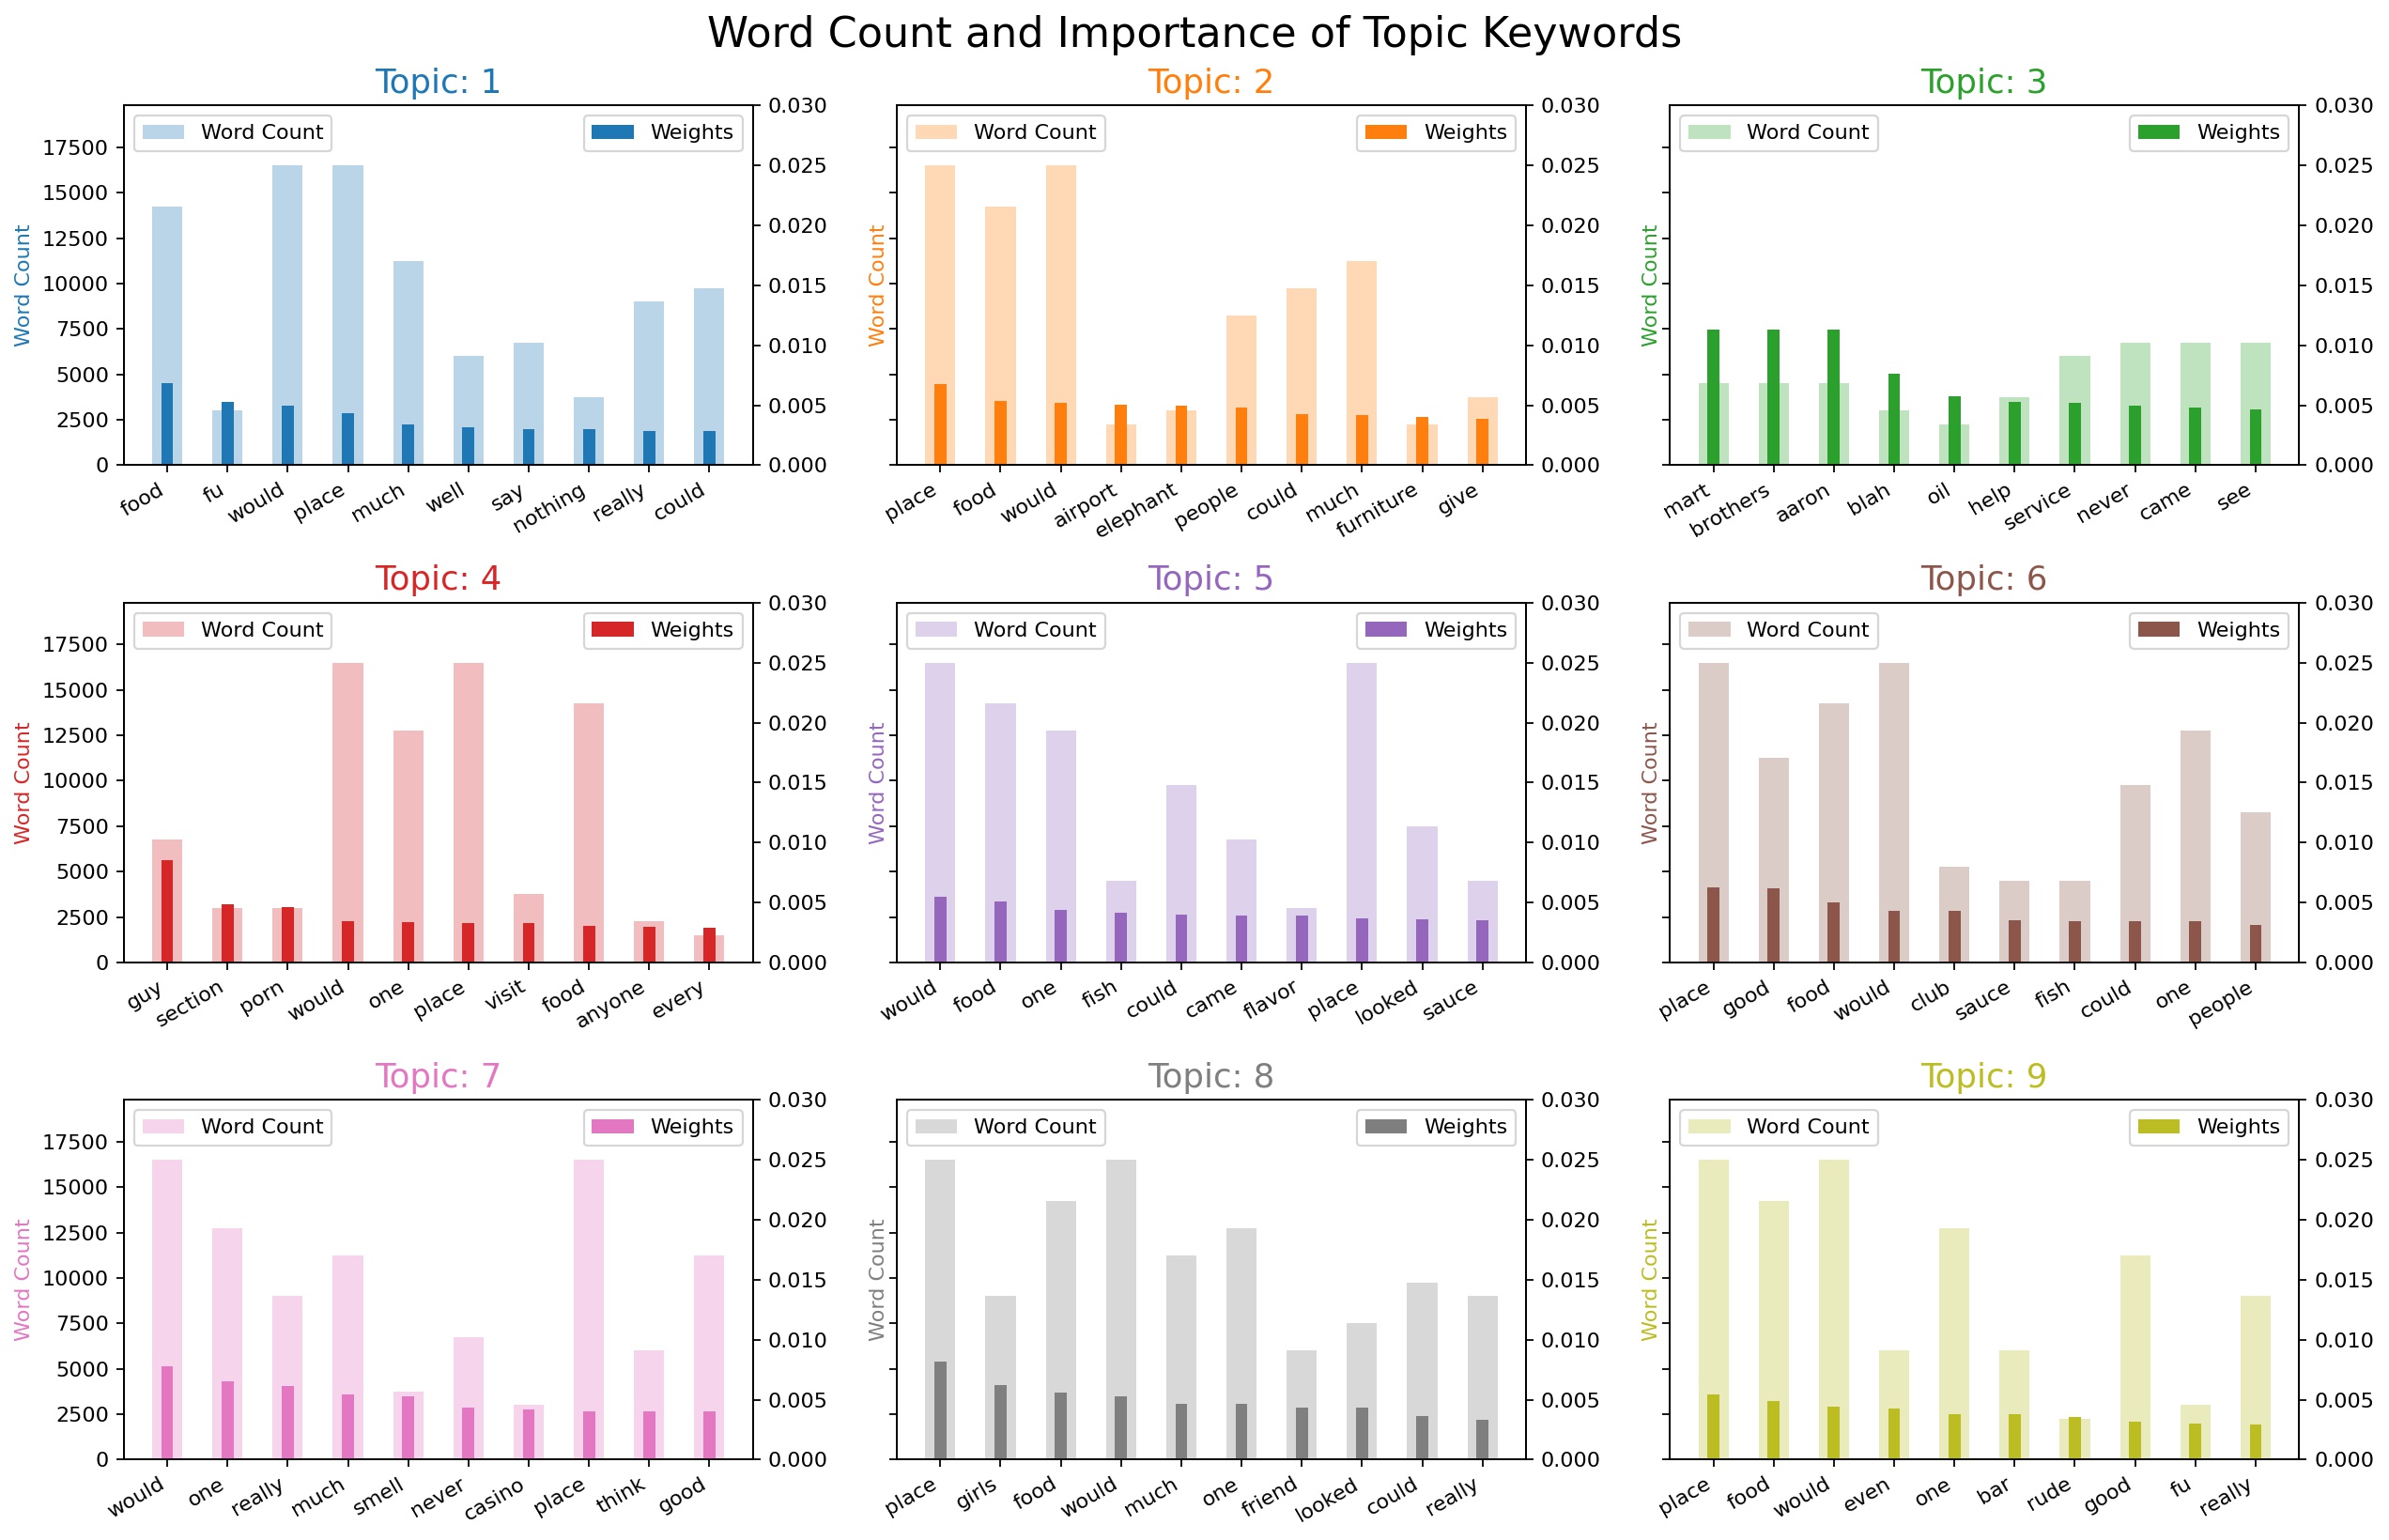 Word Count and Importance of Topic Keywords
Topic: 1
Topic: 2
Topic: 3
Word Count
Weights
Word Count
Weights
Word Count
Weights
Word Count
17500
15000
12500
10000
7500
5000
2500
0
0.030
0.025
0.020
0.015
0.010
0.005
0.000
Word Count
0.030
0.025
0.020
0.015
0.010
0.005
0.000
Word Count
0.030
0.025
0.020
0.015
0.010
0.005
0.000
food fu would place much well say nothing really could
place food would airport elephant people could much furniture give
mart brothers aaron blah oil help service never came see
Topic: 4
Topic: 5
Topic: 6
Word Count
Weights
Word Count
Weights
Word Count
Weights
Word Count
17500
15000
12500
10000
7500
5000
2500
0
0.030
0.025
0.020
0.015
0.010
0.005
0.000
Word Count
0.030
0.025
0.020
0.015
0.010
0.005
0.000
Word Count
0.030
0.025
0.020
0.015
0.010
0.005
0.000
guy section porn would one place visit food anyone every
would food one fish could came flavor place looked sauce
place good food would club sauce fish could one people
Topic: 7
Topic: 8
Topic: 9
Word Count
Weights
Word Count
Weights
Word Count
Weights
Word Count
17500
15000
12500
10000
7500
5000
2500
0
0.030
0.025
0.020
0.015
0.010
0.005
0.000
Word Count
0.030
0.025
0.020
0.015
0.010
0.005
0.000
Word Count
0.030
0.025
0.020
0.015
0.010
0.005
0.000
would one really much smell never casino place think good
place girls food would much one friend looked could really
place food would even one bar rude good fu really